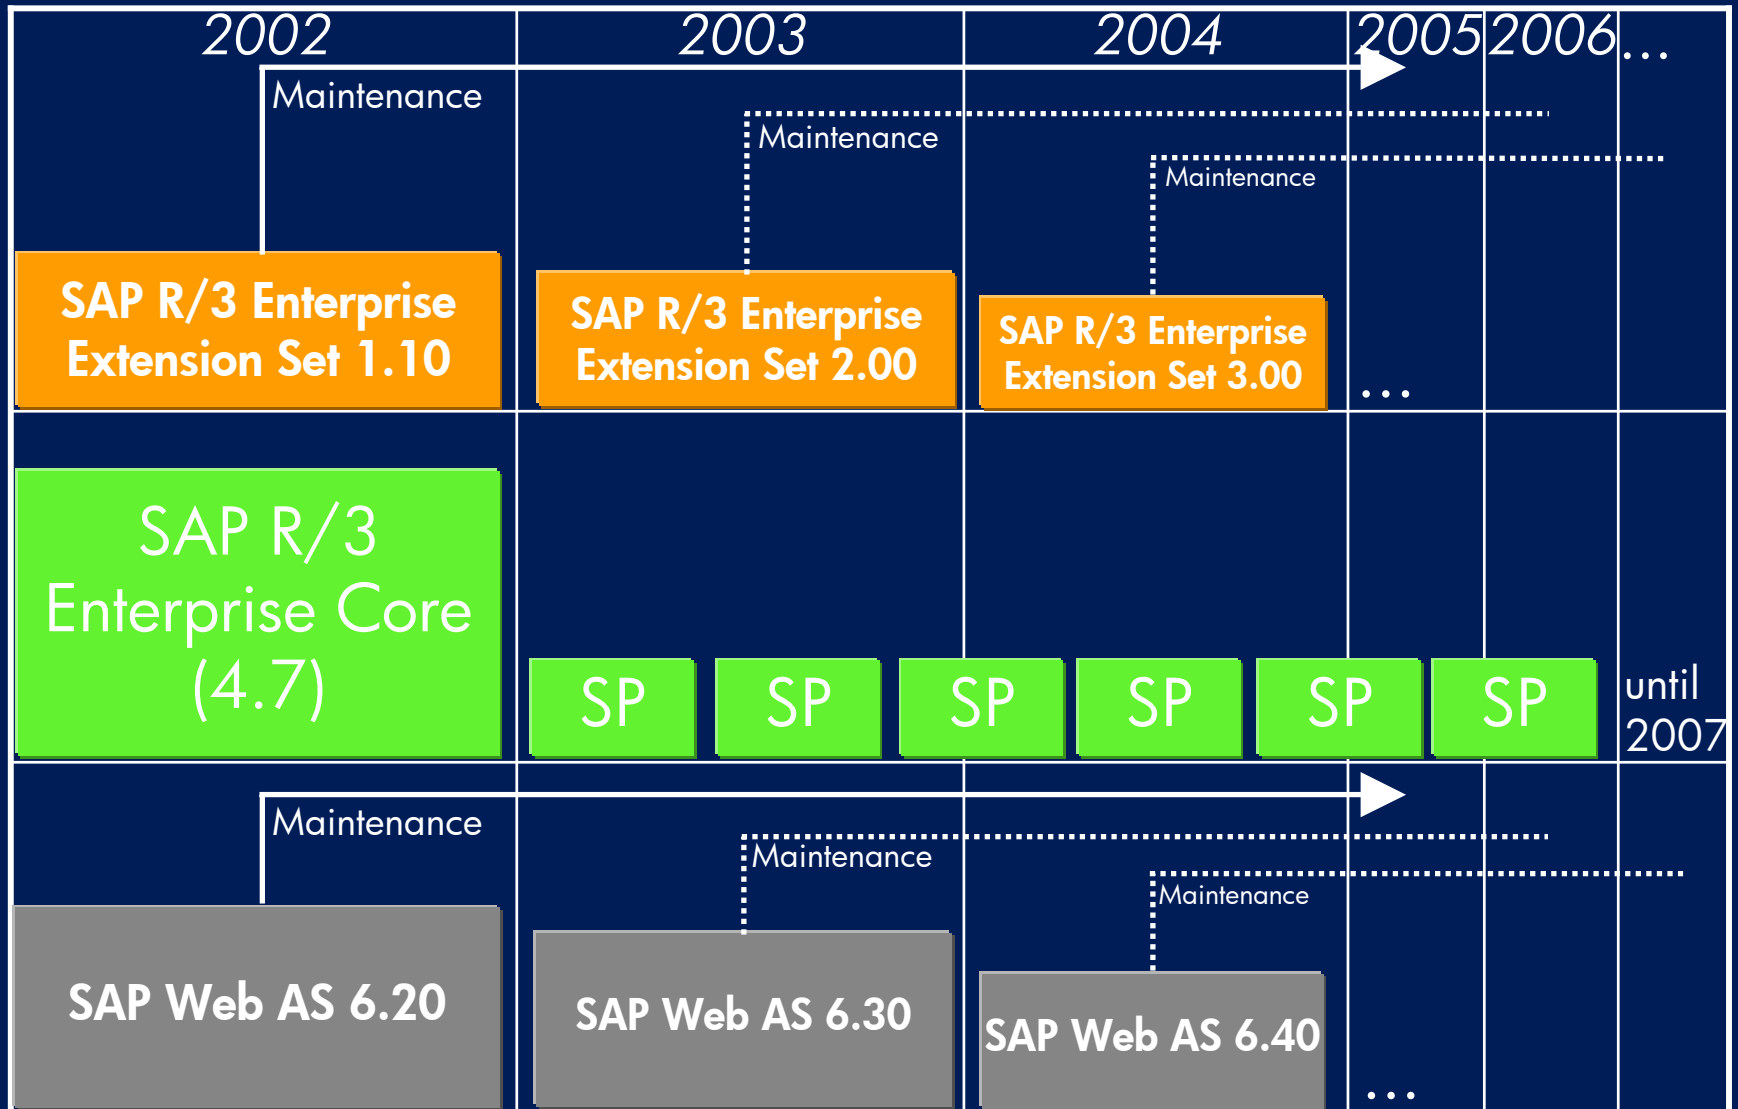 2002 2003 2004 2005 2006 ...
Maintenance
Maintenance
Maintenance
SAP R/3 Enterprise
Extension Set 1.10
SAP R/3 Enterprise
Extension Set 2.00
SAP R/3 Enterprise
Extension Set 3.00
...
SAP R/3
Enterprise Core
(4.7)
SP SP SP SP SP SP
until
2007
Maintenance
Maintenance
Maintenance
SAP Web AS 6.20
SAP Web AS 6.30
SAP Web AS 6.40
...